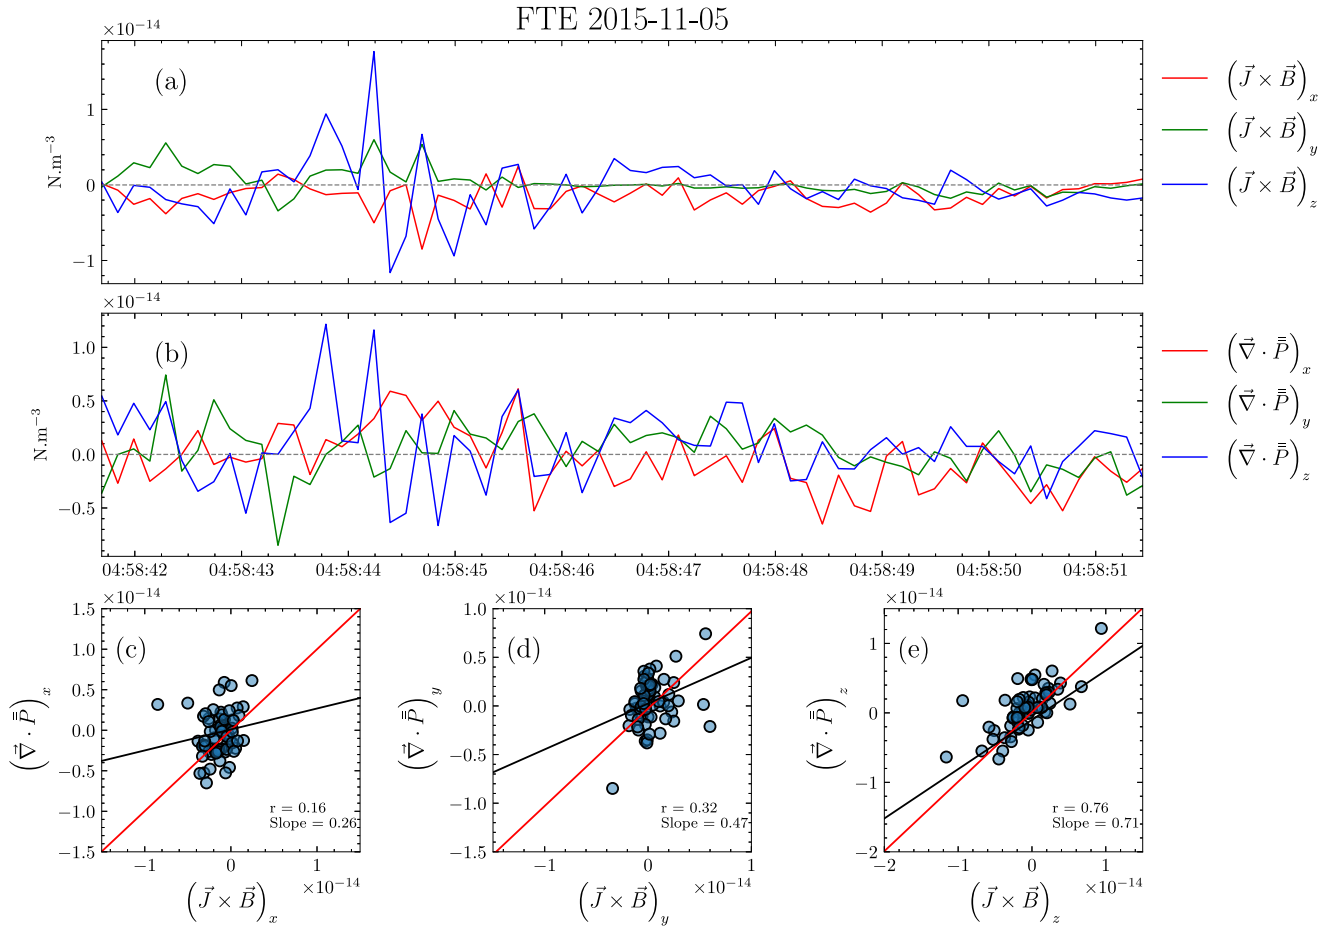 FTE 2015-11-05
×10⁻¹⁴
(a)
N.m⁻³
1
0
−1
(J⃗ × B⃗)ₓ
(J⃗ × B⃗)ᵧ
(J⃗ × B⃗)_z
×10⁻¹⁴
(b)
N.m⁻³
1.0
0.5
0.0
−0.5
(∇⃗ · P̿)ₓ
(∇⃗ · P̿)ᵧ
(∇⃗ · P̿)_z
04:58:42 04:58:43 04:58:44 04:58:45 04:58:46 04:58:47 04:58:48 04:58:49 04:58:50 04:58:51
×10⁻¹⁴
(c)
(∇⃗ · P̿)ₓ
1.5
1.0
0.5
0.0
−0.5
−1.0
−1.5
r = 0.16
Slope = 0.26
−1 0 1
×10⁻¹⁴
(J⃗ × B⃗)ₓ
×10⁻¹⁴
(d)
(∇⃗ · P̿)ᵧ
1.0
0.5
0.0
−0.5
−1.0
−1.5
r = 0.32
Slope = 0.47
−1 0 1
×10⁻¹⁴
(J⃗ × B⃗)ᵧ
×10⁻¹⁴
(e)
(∇⃗ · P̿)_z
1
0
−1
−2
r = 0.76
Slope = 0.71
−2 −1 0 1
×10⁻¹⁴
(J⃗ × B⃗)_z